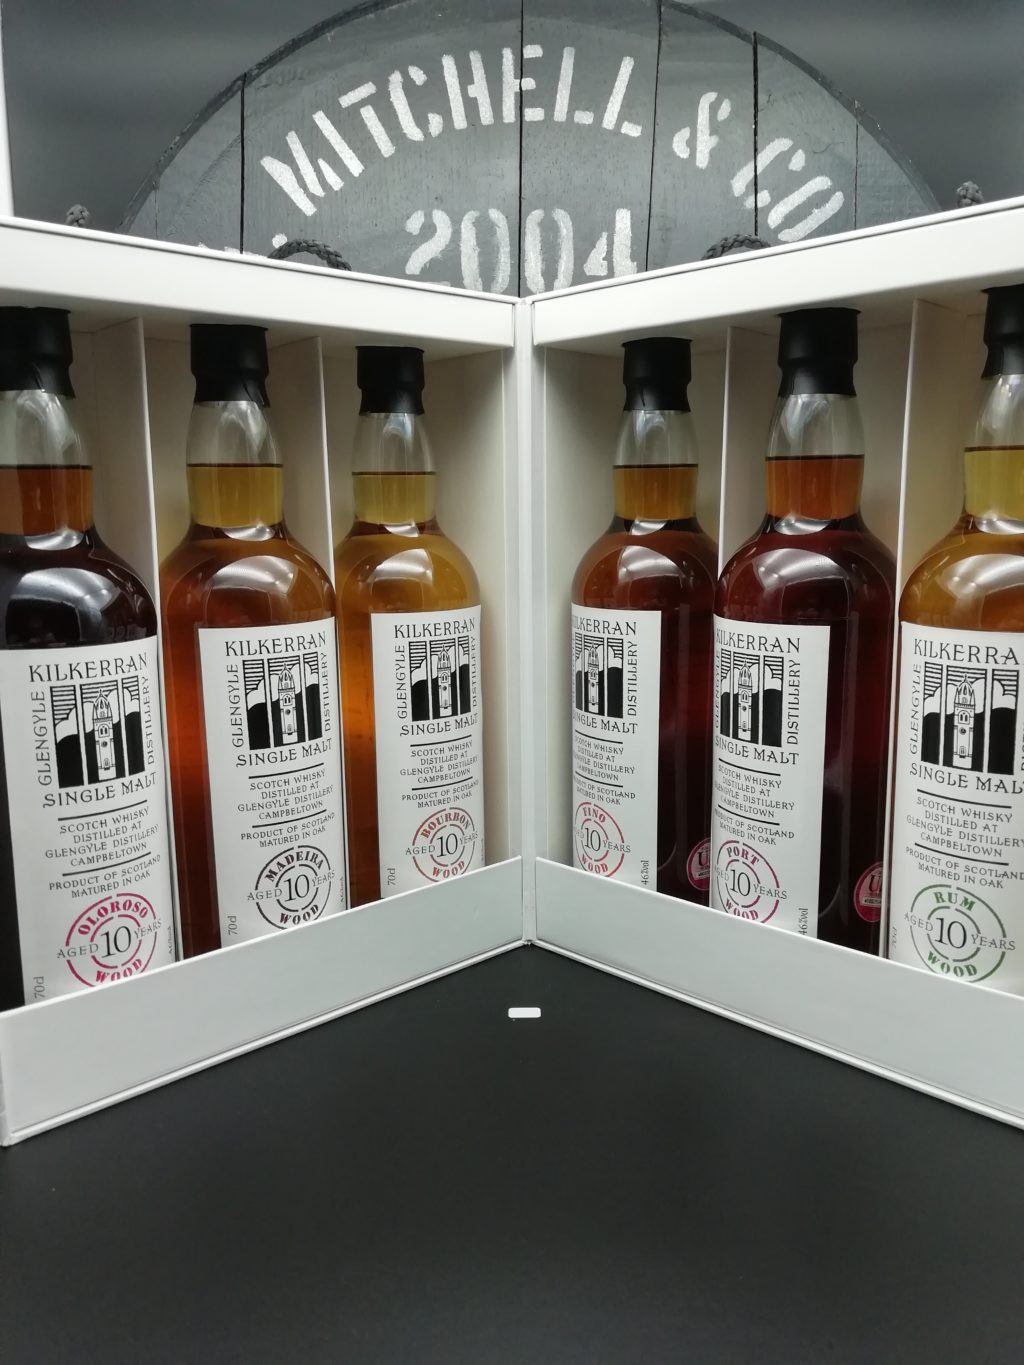 MITCHELL & CO
2004
KILKERRAN
GLENGYLE
DISTILLERY
SINGLE MALT
SCOTCH WHISKY
DISTILLED AT
GLENGYLE DISTILLERY
CAMPBELTOWN
PRODUCT OF SCOTLAND
MATURED IN OAK
OLOROSO
AGED 10 YEARS
WOOD
70cl
KILKERRAN
GLENGYLE
DISTILLERY
SINGLE MALT
SCOTCH WHISKY
DISTILLED AT
GLENGYLE DISTILLERY
CAMPBELTOWN
PRODUCT OF SCOTLAND
MATURED IN OAK
MADEIRA
AGED 10 YEARS
WOOD
70cl
KILKERRAN
GLENGYLE
DISTILLERY
SINGLE MALT
SCOTCH WHISKY
DISTILLED AT
GLENGYLE DISTILLERY
CAMPBELTOWN
PRODUCT OF SCOTLAND
MATURED IN OAK
BOURBON
AGED 10 YEARS
WOOD
70cl
KILKERRAN
DISTILLERY
SINGLE MALT
SCOTCH WHISKY
DISTILLED AT
GLENGYLE DISTILLERY
CAMPBELTOWN
PRODUCT OF SCOTLAND
MATURED IN OAK
FINO
AGED 10 YEARS
WOOD
46%vol
KILKERRAN
GLENGYLE
DISTILLERY
SINGLE MALT
SCOTCH WHISKY
DISTILLED AT
GLENGYLE DISTILLERY
CAMPBELTOWN
PRODUCT OF SCOTLAND
MATURED IN OAK
PORT
AGED 10 YEARS
WOOD
46%vol
KILKERRA
GLENGYLE
SINGLE MAL
SCOTCH WHISKY
DISTILLED AT
GLENGYLE DISTILLERY
CAMPBELTOWN
PRODUCT OF SCOTLAND
MATURED IN OAK
RUM
AGED 10 YEARS
WOOD
70cl